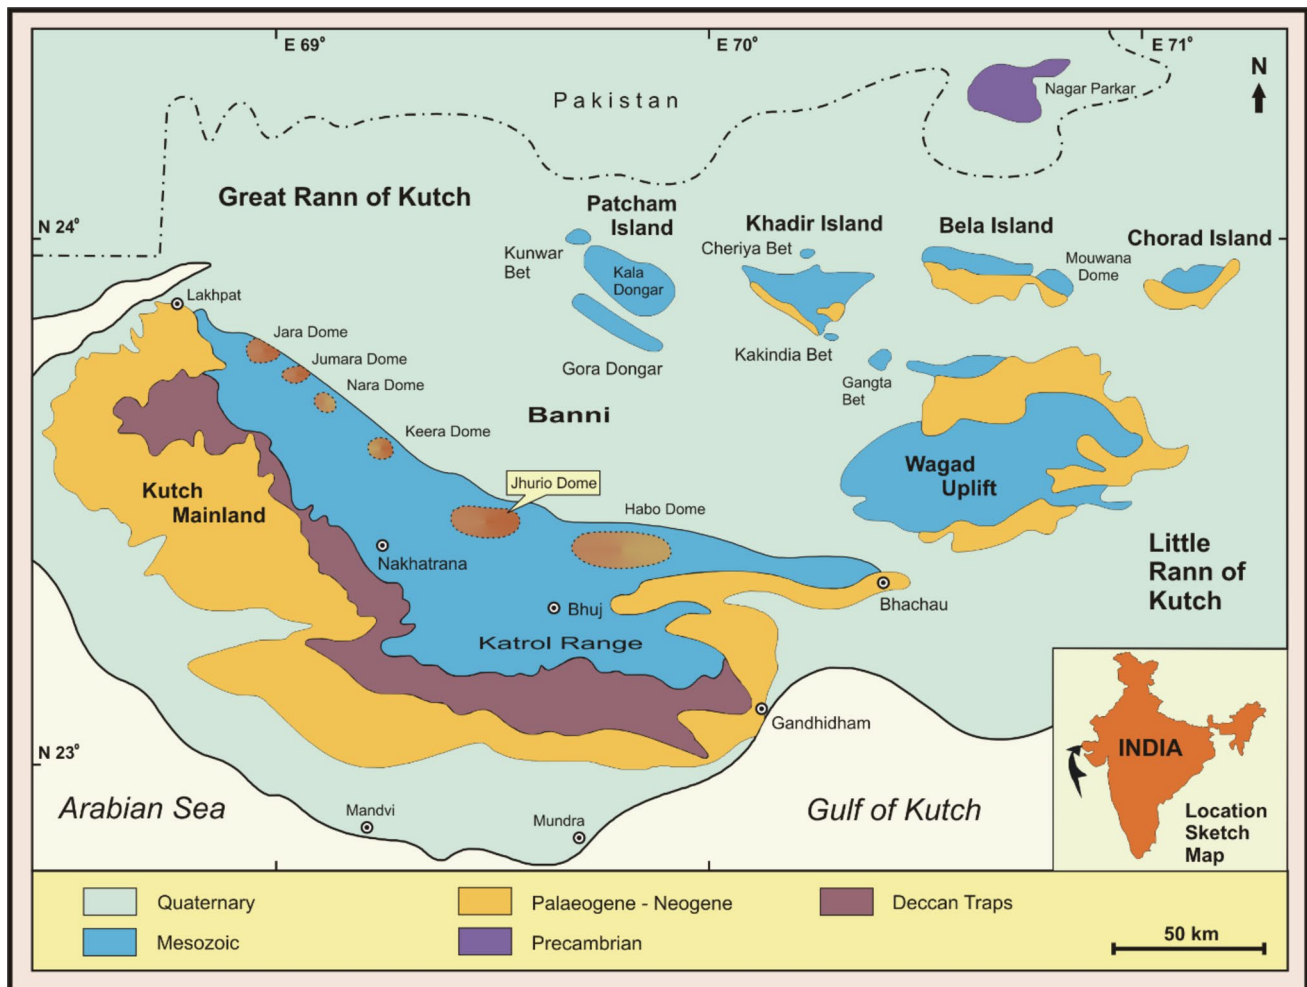 E 69°
E 70°
E 71°
N
Pakistan
Nagar Parkar
Great Rann of Kutch
Patcham
Island
Khadir Island
Bela Island
Chorad Island
N 24°
Kunwar
Bet
Cheriya Bet
Kala
Dongar
Mouwana
Dome
Lakhpat
Jara Dome
Jumara Dome
Nara Dome
Gora Dongar
Kakindia Bet
Gangta
Bet
Banni
Keera Dome
Wagad
Uplift
Kutch
Mainland
Jhurio Dome
Habo Dome
Nakhatrana
Little
Rann of
Kutch
Bhuj
Bhachau
Katrol Range
Gandhidham
N 23°
INDIA
Location
Sketch
Map
Arabian Sea
Mandvi
Mundra
Gulf of Kutch
Quaternary
Palaeogene - Neogene
Deccan Traps
Mesozoic
Precambrian
50 km